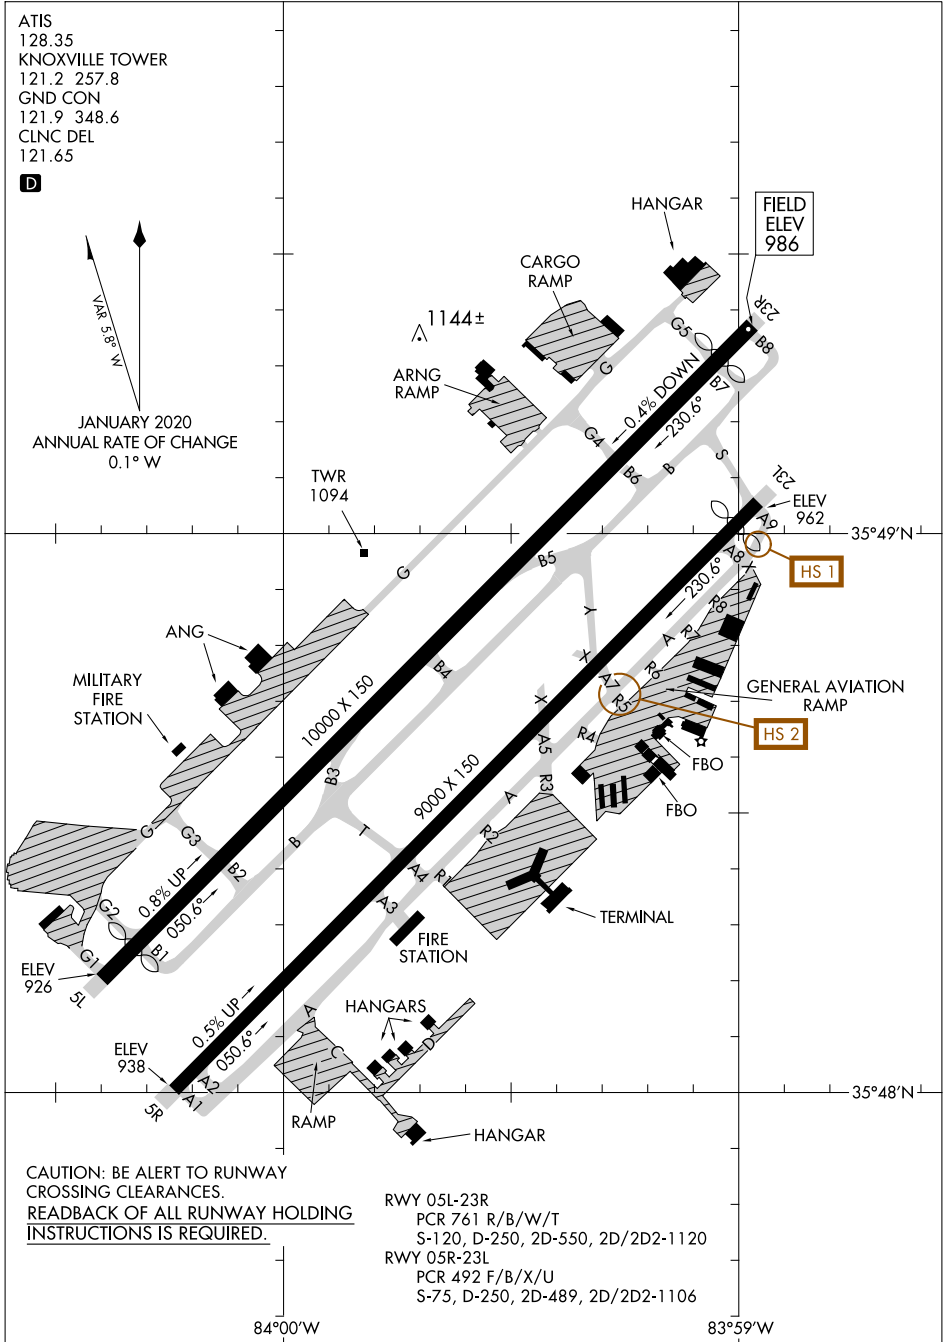 ATIS
128.35
KNOXVILLE TOWER
121.2 257.8
GND CON
121.9 348.6
CLNC DEL
121.65
D
VAR 5.8° W
JANUARY 2020
ANNUAL RATE OF CHANGE
0.1° W
HANGAR
FIELD
ELEV
986
CARGO
RAMP
1144±
ARNG
RAMP
23R
G5
B8
B7
G
0.4% DOWN
230.6°
G4
B6
B
S
TWR
1094
23L
ELEV
962
A9
35°49'N
HS 1
A8
X
G
B5
230.6°
Y
R8
R7
A
X
R6
ANG
MILITARY
FIRE
STATION
B4
A7
R5
X
GENERAL AVIATION
RAMP
HS 2
10000 X 150
R4
A5
FBO
FBO
B3
9000 X 150
R3
A
R2
G
G3
B
T
B2
A4
R1
0.8% UP
050.6°
G2
A3
TERMINAL
B1
FIRE
STATION
G1
ELEV
926
5L
HANGARS
A
0.5% UP
050.6°
D
C
ELEV
938
A2
A1
5R
35°48'N
RAMP
HANGAR
CAUTION: BE ALERT TO RUNWAY
CROSSING CLEARANCES.
READBACK OF ALL RUNWAY HOLDING
INSTRUCTIONS IS REQUIRED.
RWY 05L-23R
PCR 761 R/B/W/T
S-120, D-250, 2D-550, 2D/2D2-1120
RWY 05R-23L
PCR 492 F/B/X/U
S-75, D-250, 2D-489, 2D/2D2-1106
84°00'W
83°59'W